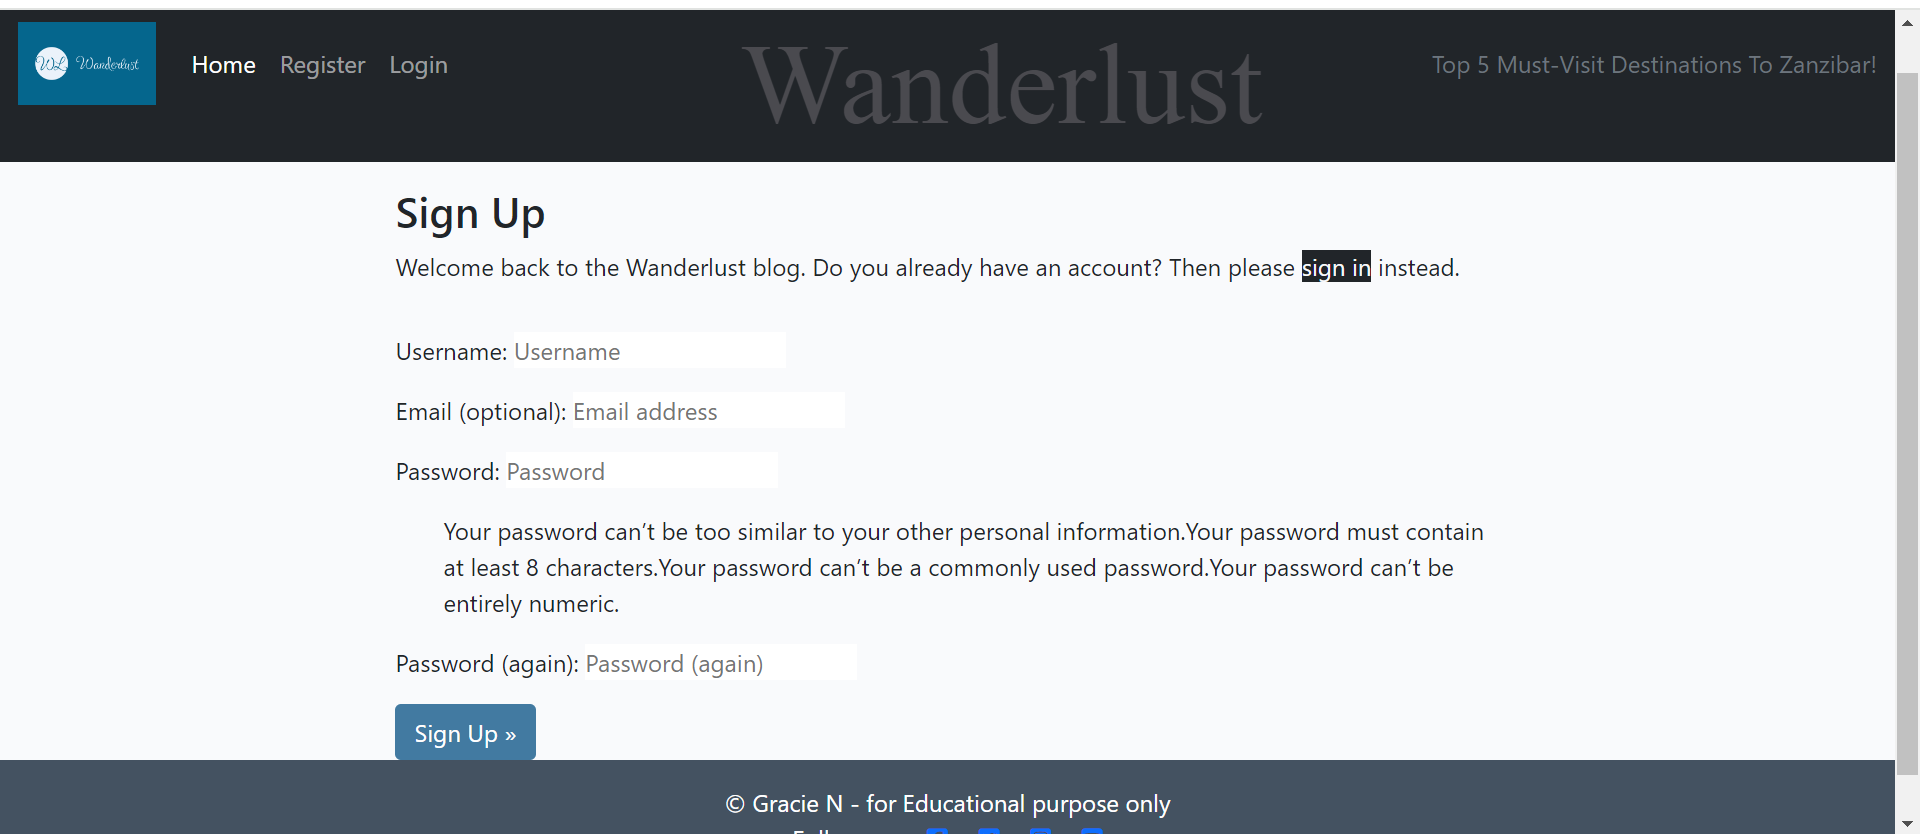 WL Wanderlust
Home Register Login
Wanderlust
Top 5 Must-Visit Destinations To Zanzibar!
Sign Up
Welcome back to the Wanderlust blog. Do you already have an account? Then please sign in instead.
Username: Username
Email (optional): Email address
Password: Password
Your password can’t be too similar to your other personal information.Your password must contain
at least 8 characters.Your password can’t be a commonly used password.Your password can’t be
entirely numeric.
Password (again): Password (again)
Sign Up »
© Gracie N - for Educational purpose only